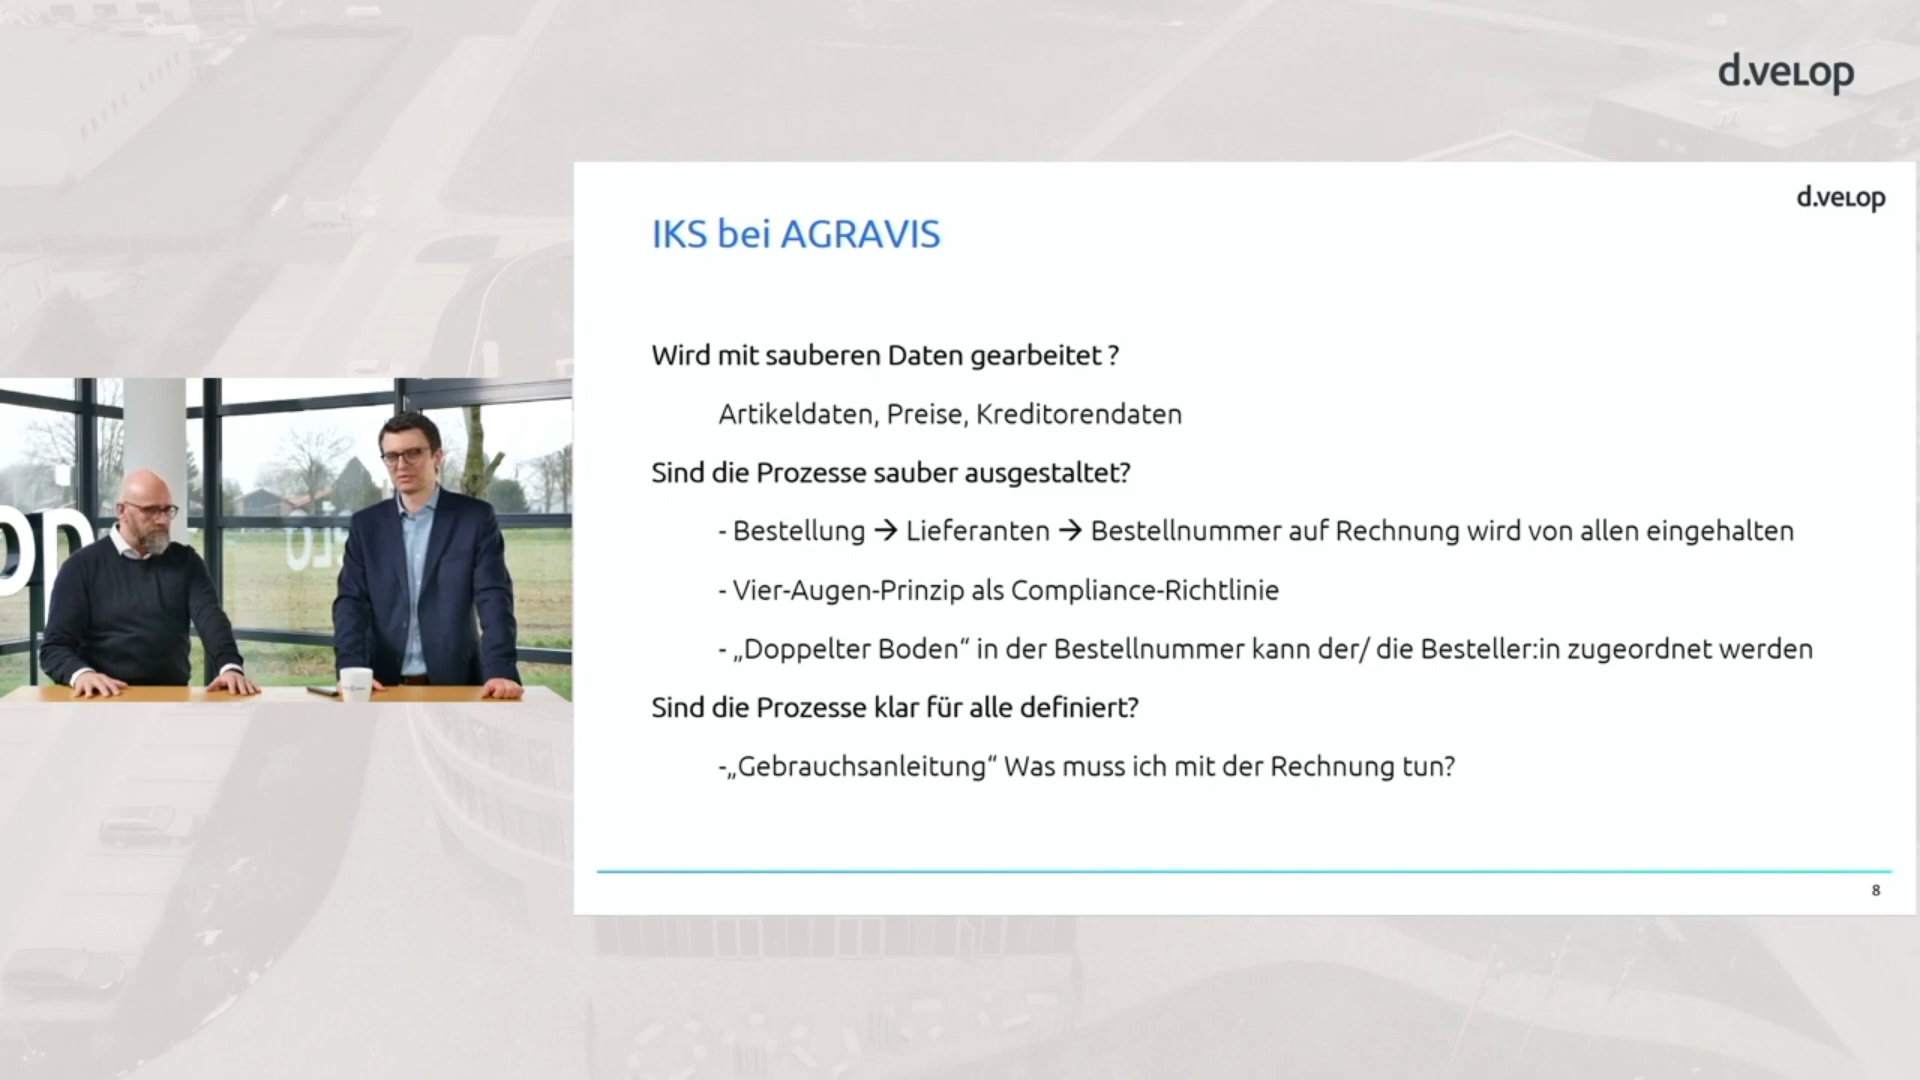 d.velop
d.velop
IKS bei AGRAVIS
Wird mit sauberen Daten gearbeitet ?
Artikeldaten, Preise, Kreditorendaten
Sind die Prozesse sauber ausgestaltet?
- Bestellung → Lieferanten → Bestellnummer auf Rechnung wird von allen eingehalten
- Vier-Augen-Prinzip als Compliance-Richtlinie
- „Doppelter Boden“ in der Bestellnummer kann der/ die Besteller:in zugeordnet werden
Sind die Prozesse klar für alle definiert?
-„Gebrauchsanleitung“ Was muss ich mit der Rechnung tun?
8
op